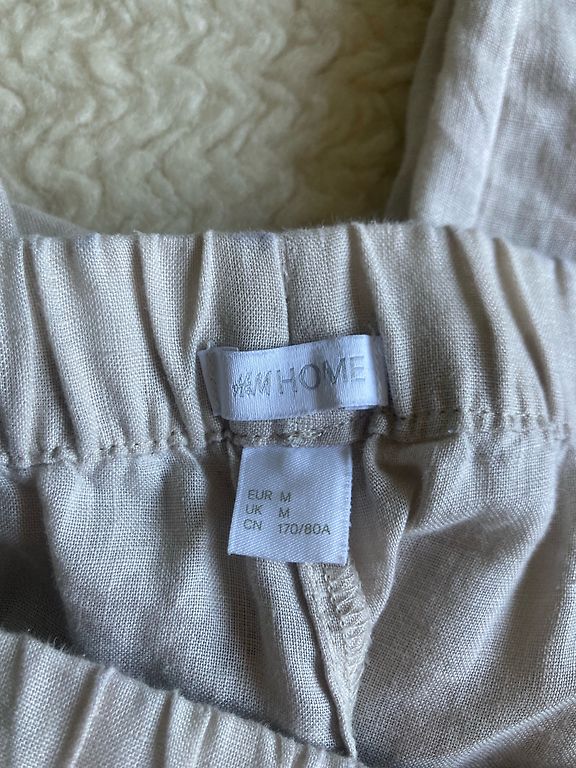 H&M HOME
EUR M
UK M
CN 170/80A